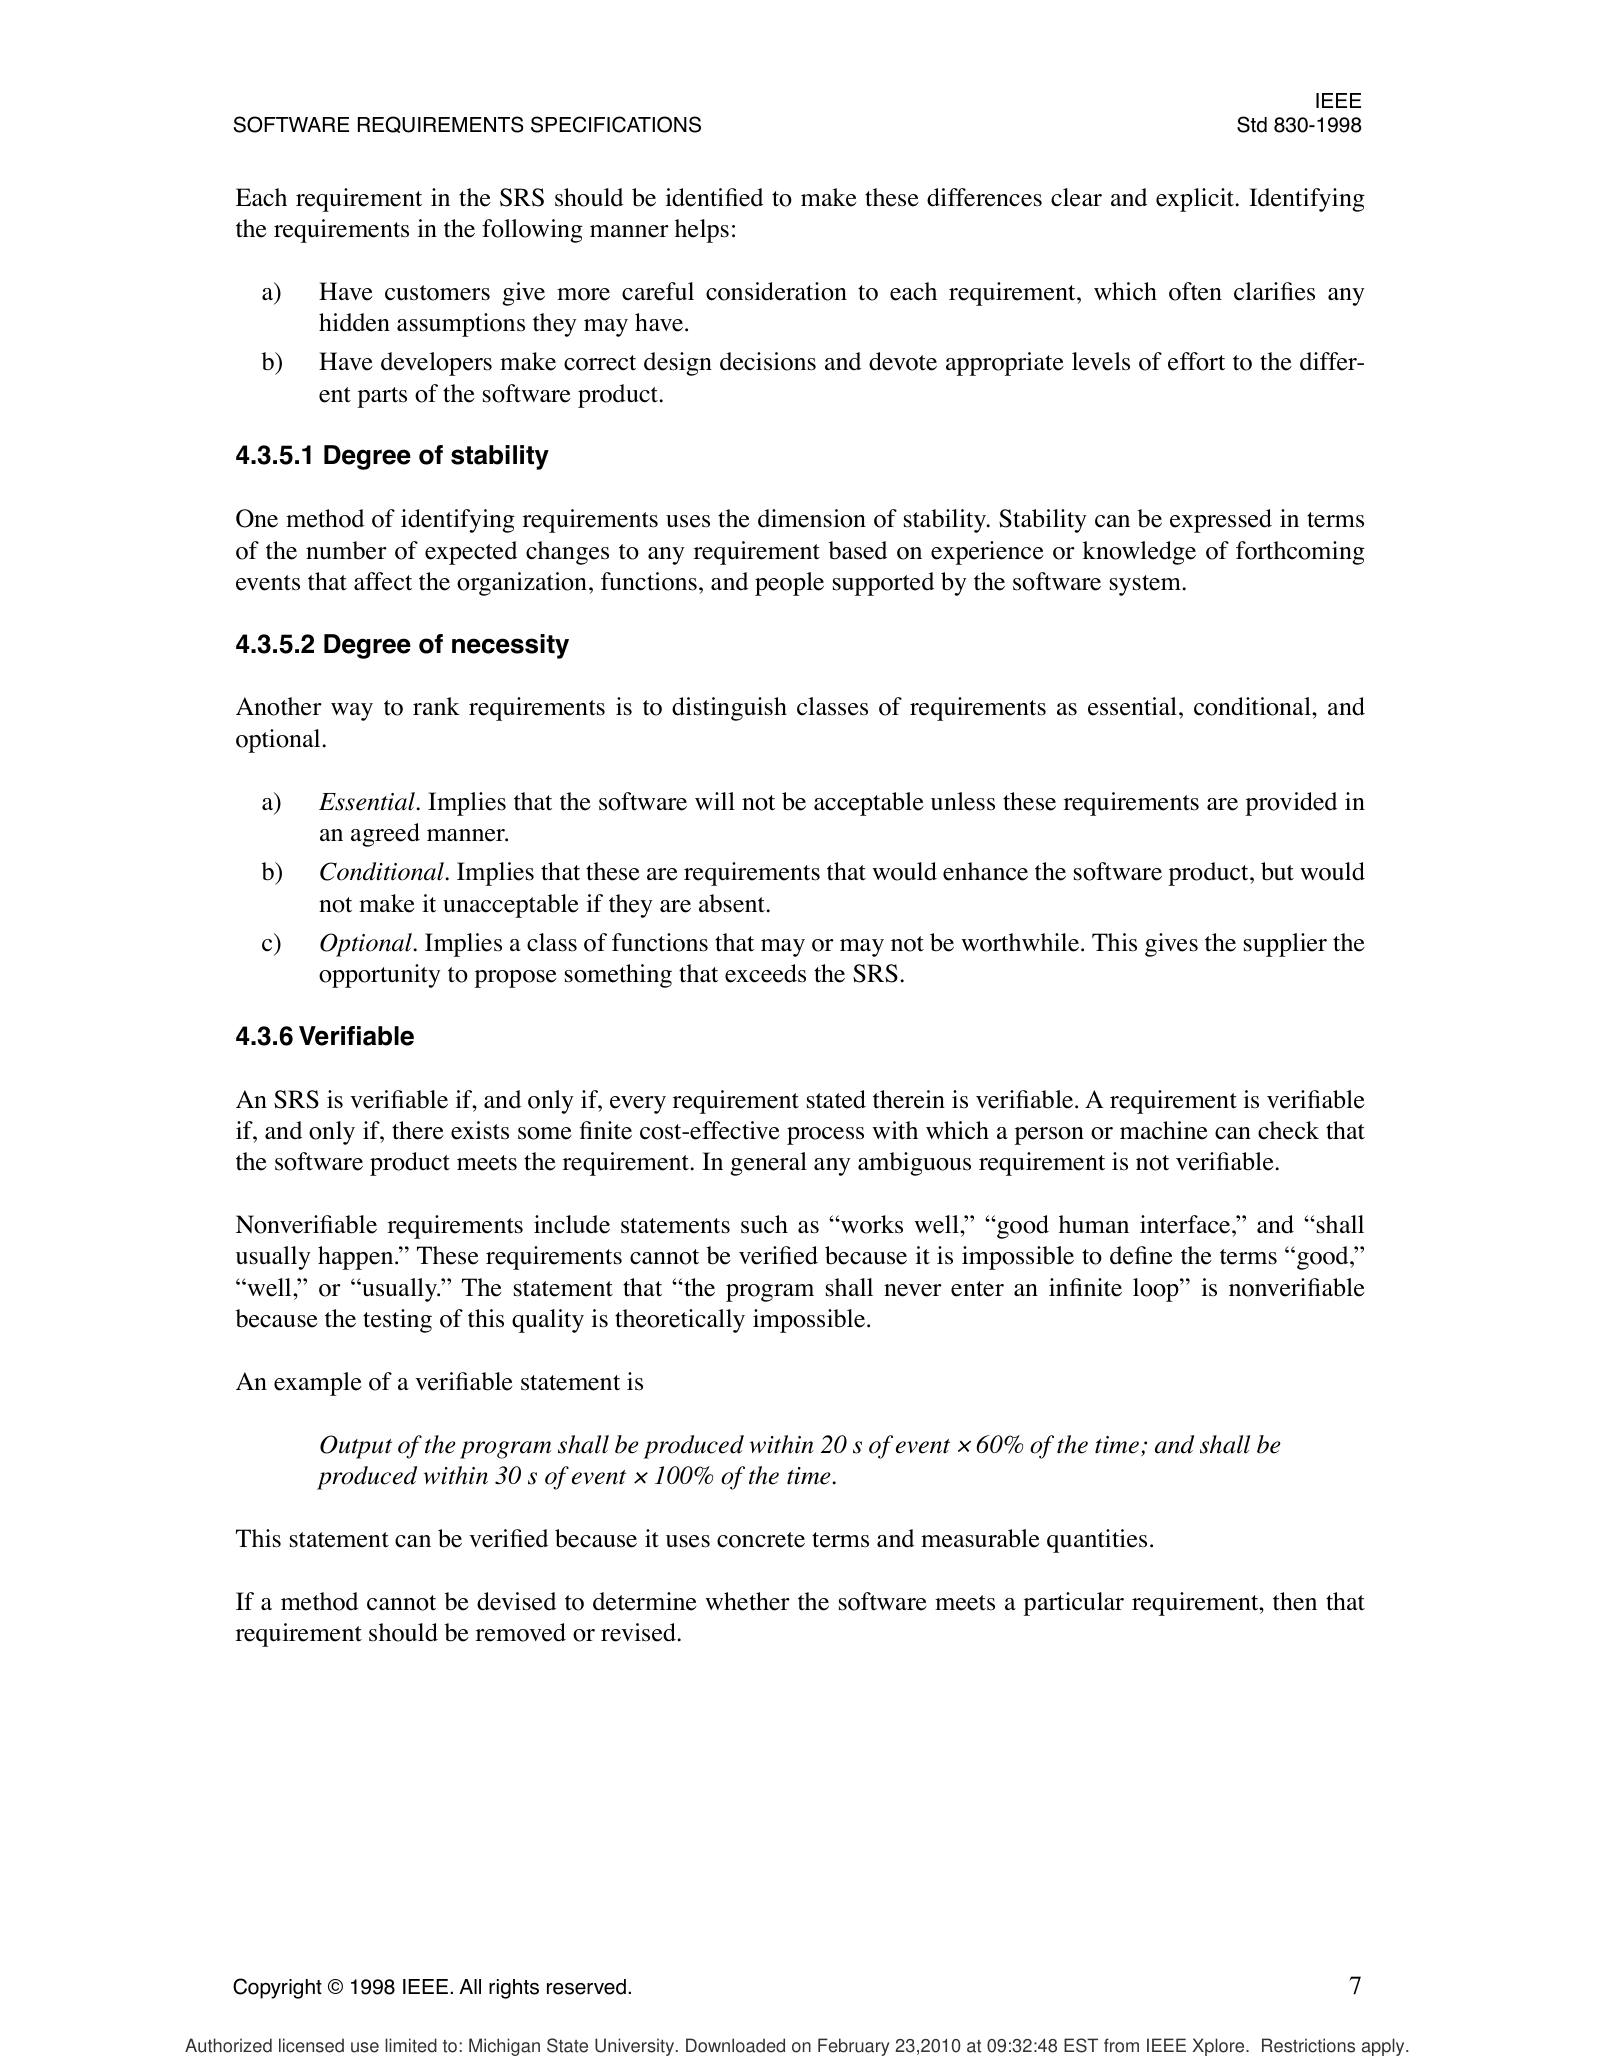 IEEE
SOFTWARE REQUIREMENTS SPECIFICATIONS Std 830-1998
Each requirement in the SRS should be identified to make these differences clear and explicit. Identifying
the requirements in the following manner helps:
a) Have customers give more careful consideration to each requirement, which often clarifies any
hidden assumptions they may have.
b) Have developers make correct design decisions and devote appropriate levels of effort to the differ-
ent parts of the software product.
4.3.5.1 Degree of stability
One method of identifying requirements uses the dimension of stability. Stability can be expressed in terms
of the number of expected changes to any requirement based on experience or knowledge of forthcoming
events that affect the organization, functions, and people supported by the software system.
4.3.5.2 Degree of necessity
Another way to rank requirements is to distinguish classes of requirements as essential, conditional, and
optional.
a) Essential. Implies that the software will not be acceptable unless these requirements are provided in
an agreed manner.
b) Conditional. Implies that these are requirements that would enhance the software product, but would
not make it unacceptable if they are absent.
c) Optional. Implies a class of functions that may or may not be worthwhile. This gives the supplier the
opportunity to propose something that exceeds the SRS.
4.3.6 Verifiable
An SRS is verifiable if, and only if, every requirement stated therein is verifiable. A requirement is verifiable
if, and only if, there exists some finite cost-effective process with which a person or machine can check that
the software product meets the requirement. In general any ambiguous requirement is not verifiable.
Nonverifiable requirements include statements such as “works well,” “good human interface,” and “shall
usually happen.” These requirements cannot be verified because it is impossible to define the terms “good,”
“well,” or “usually.” The statement that “the program shall never enter an infinite loop” is nonverifiable
because the testing of this quality is theoretically impossible.
An example of a verifiable statement is
Output of the program shall be produced within 20 s of event × 60% of the time; and shall be
produced within 30 s of event × 100% of the time.
This statement can be verified because it uses concrete terms and measurable quantities.
If a method cannot be devised to determine whether the software meets a particular requirement, then that
requirement should be removed or revised.
Copyright © 1998 IEEE. All rights reserved. 7
Authorized licensed use limited to: Michigan State University. Downloaded on February 23,2010 at 09:32:48 EST from IEEE Xplore. Restrictions apply.